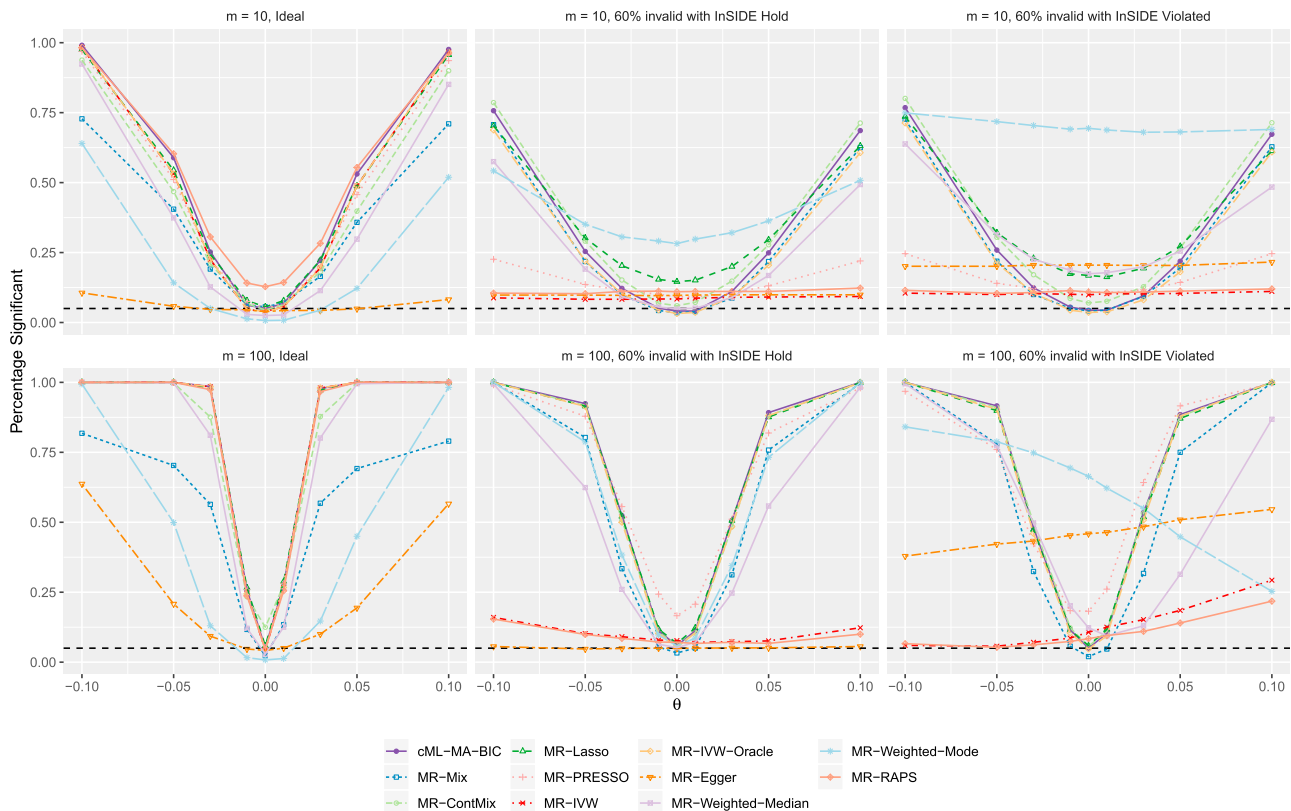 m = 10, Ideal
m = 10, 60% invalid with InSIDE Hold
m = 10, 60% invalid with InSIDE Violated
1.00
0.75
0.50
0.25
0.00
Percentage Significant
m = 100, Ideal
m = 100, 60% invalid with InSIDE Hold
m = 100, 60% invalid with InSIDE Violated
1.00
0.75
0.50
0.25
0.00
−0.10 −0.05 0.00 0.05 0.10
−0.10 −0.05 0.00 0.05 0.10
−0.10 −0.05 0.00 0.05 0.10
θ
cML−MA−BIC MR−Lasso MR−IVW−Oracle MR−Weighted−Mode
MR−Mix MR−PRESSO MR−Egger MR−RAPS
MR−ContMix MR−IVW MR−Weighted−Median